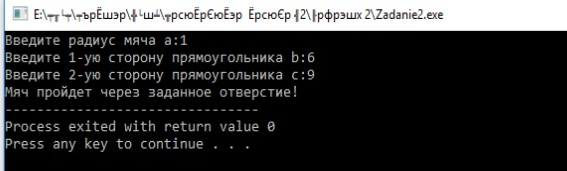 Zadanie2.exe
Введите радиус мяча a:1
Введите 1-ую сторону прямоугольника b:6
Введите 2-ую сторону прямоугольника c:9
Мяч пройдет через заданное отверстие!
--------------------------------
Process exited with return value 0
Press any key to continue . . .